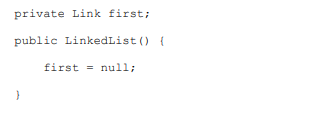 private Link first;
public LinkedList() {
    first = null;
}